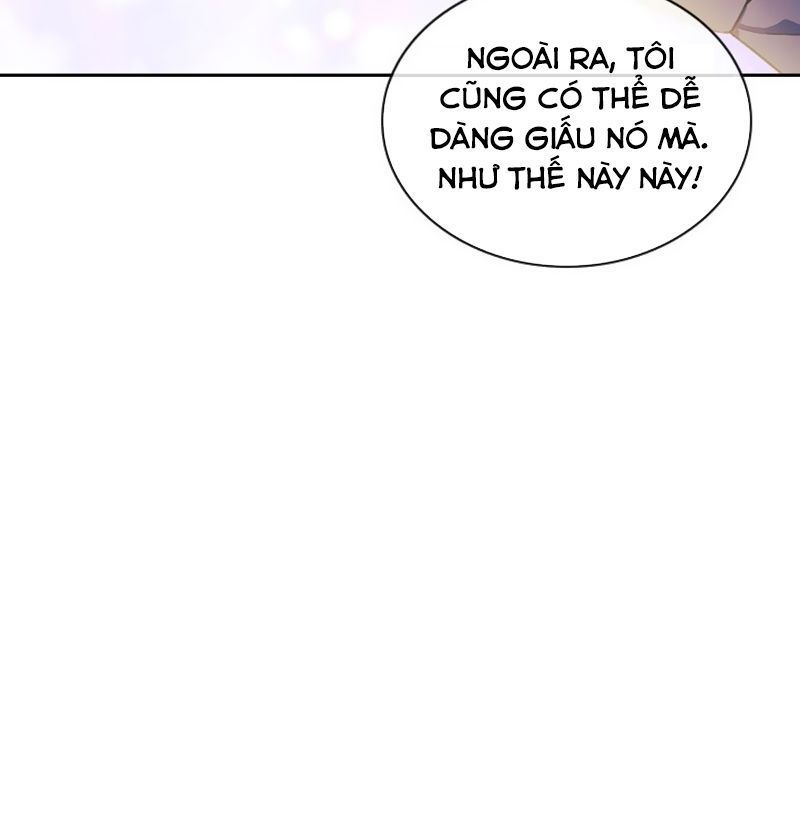 NGOÀI RA, TÔI
CŨNG CÓ THỂ DỄ
DÀNG GIẤU NÓ MÀ.
NHƯ THẾ NÀY NÀY!